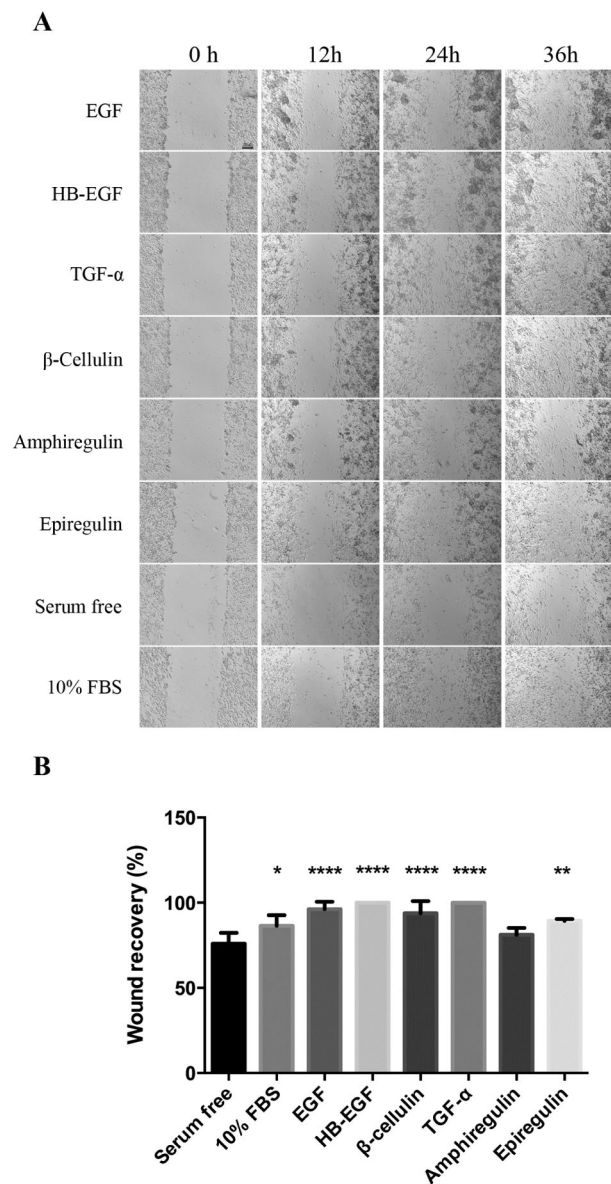 A
0 h 12h 24h 36h
EGF
HB-EGF
TGF-α
β-Cellulin
Amphiregulin
Epiregulin
Serum free
10% FBS
B
Wound recovery (%)
150
100
50
0
* **** **** **** **** **
Serum free
10% FBS
EGF
HB-EGF
β-cellulin
TGF-α
Amphiregulin
Epiregulin